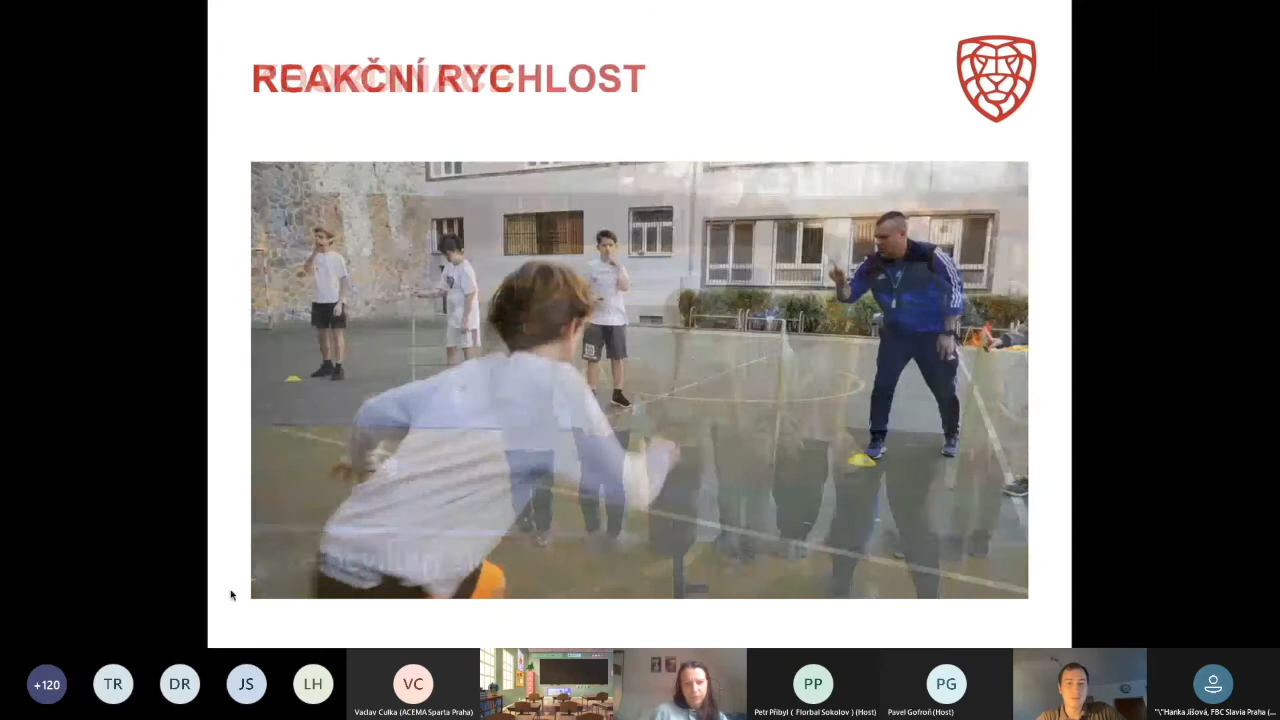 REAKČNÍ RYCHLOST
+120
TR
DR
JS
LH
VC
Vaclav Culka (ACEMA Sparta Praha)
PP
Petr Přibyl ( Florbal Sokolov ) (Host)
PG
Pavel Gofroň (Host)
"\"Hanka Jišová, FBC Slavia Praha (...